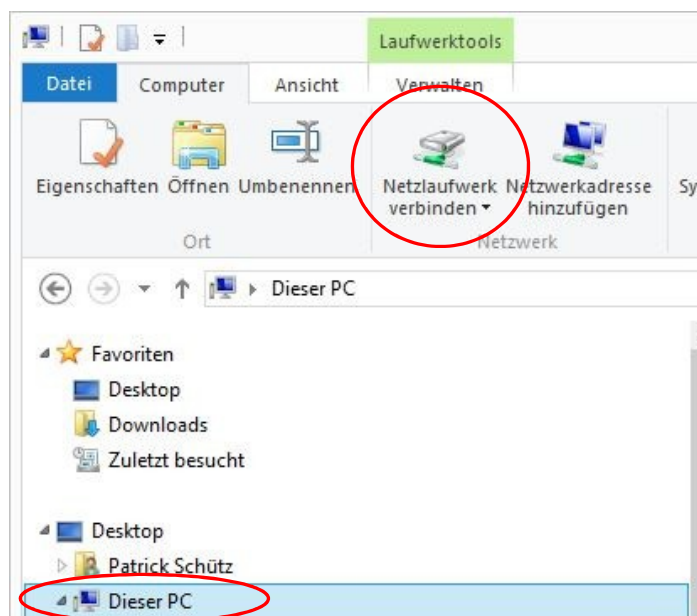 Laufwerktools
Datei Computer Ansicht Verwalten
Eigenschaften Öffnen Umbenennen Netzlaufwerk verbinden Netzwerkadresse hinzufügen Sy
Ort Netzwerk
Dieser PC
Favoriten
Desktop
Downloads
Zuletzt besucht
Desktop
Patrick Schütz
Dieser PC